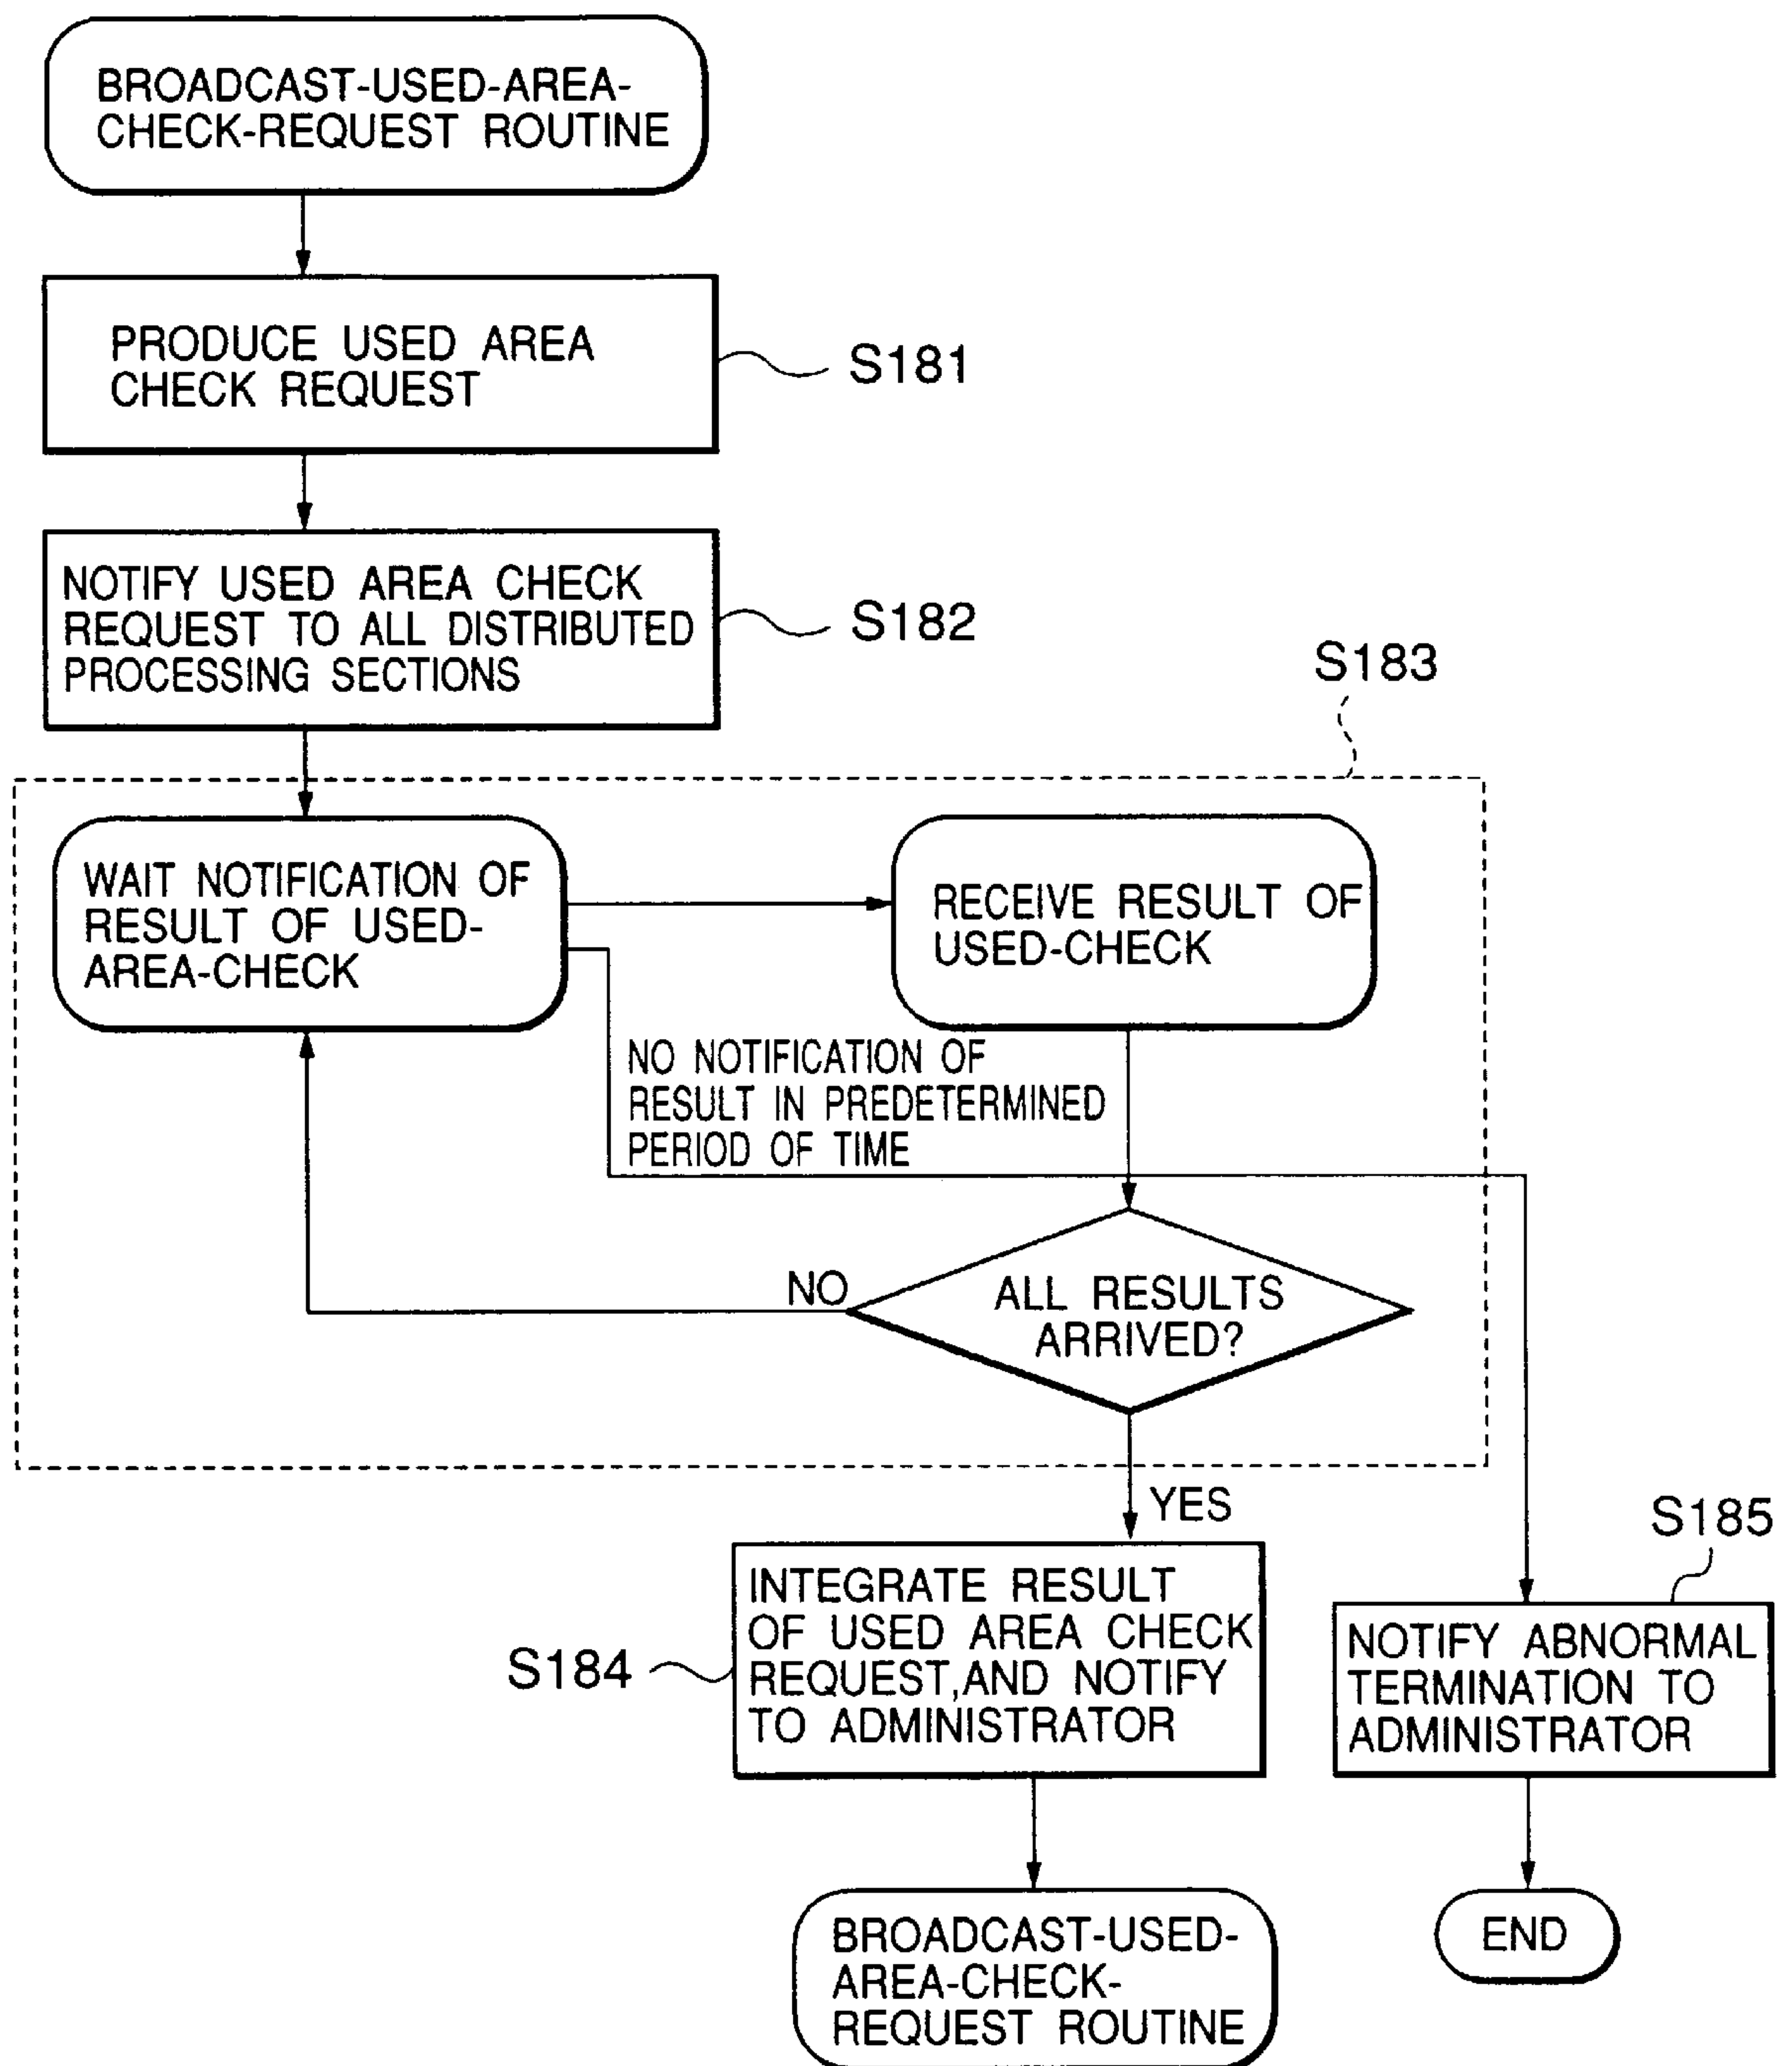 BROADCAST-USED-AREA-
CHECK-REQUEST ROUTINE
PRODUCE USED AREA
CHECK REQUEST
S181
NOTIFY USED AREA CHECK
REQUEST TO ALL DISTRIBUTED
PROCESSING SECTIONS
S182
S183
WAIT NOTIFICATION OF
RESULT OF USED-
AREA-CHECK
RECEIVE RESULT OF
USED-CHECK
NO NOTIFICATION OF
RESULT IN PREDETERMINED
PERIOD OF TIME
NO
ALL RESULTS
ARRIVED?
YES
S184
INTEGRATE RESULT
OF USED AREA CHECK
REQUEST,AND NOTIFY
TO ADMINISTRATOR
S185
NOTIFY ABNORMAL
TERMINATION TO
ADMINISTRATOR
BROADCAST-USED-
AREA-CHECK-
REQUEST ROUTINE
END